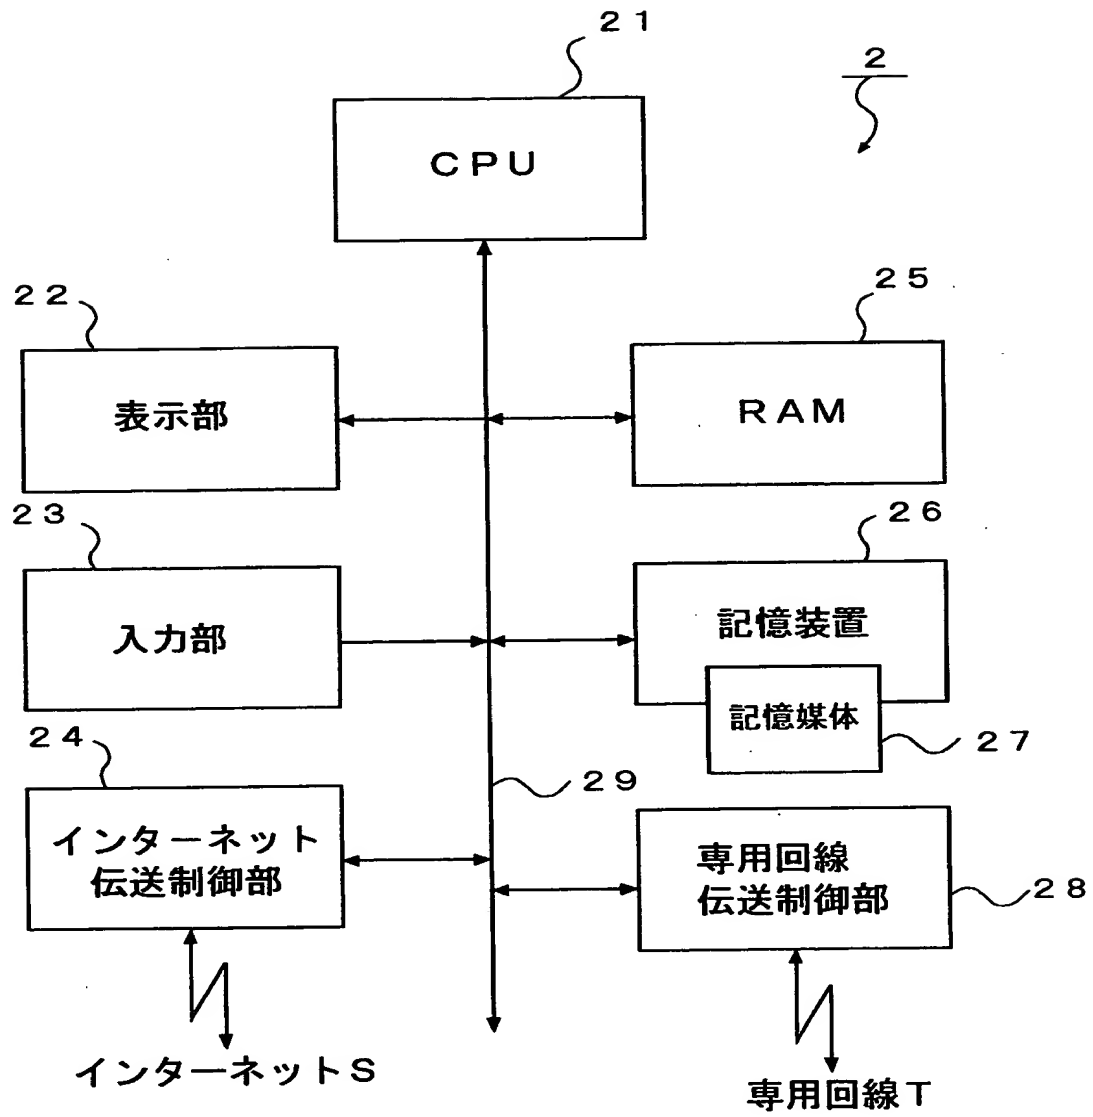 21
2
CPU
22
25
表示部
RAM
23
26
入力部
記憶装置
記憶媒体
24
27
29
インターネット
伝送制御部
専用回線
伝送制御部
28
インターネットS
専用回線T